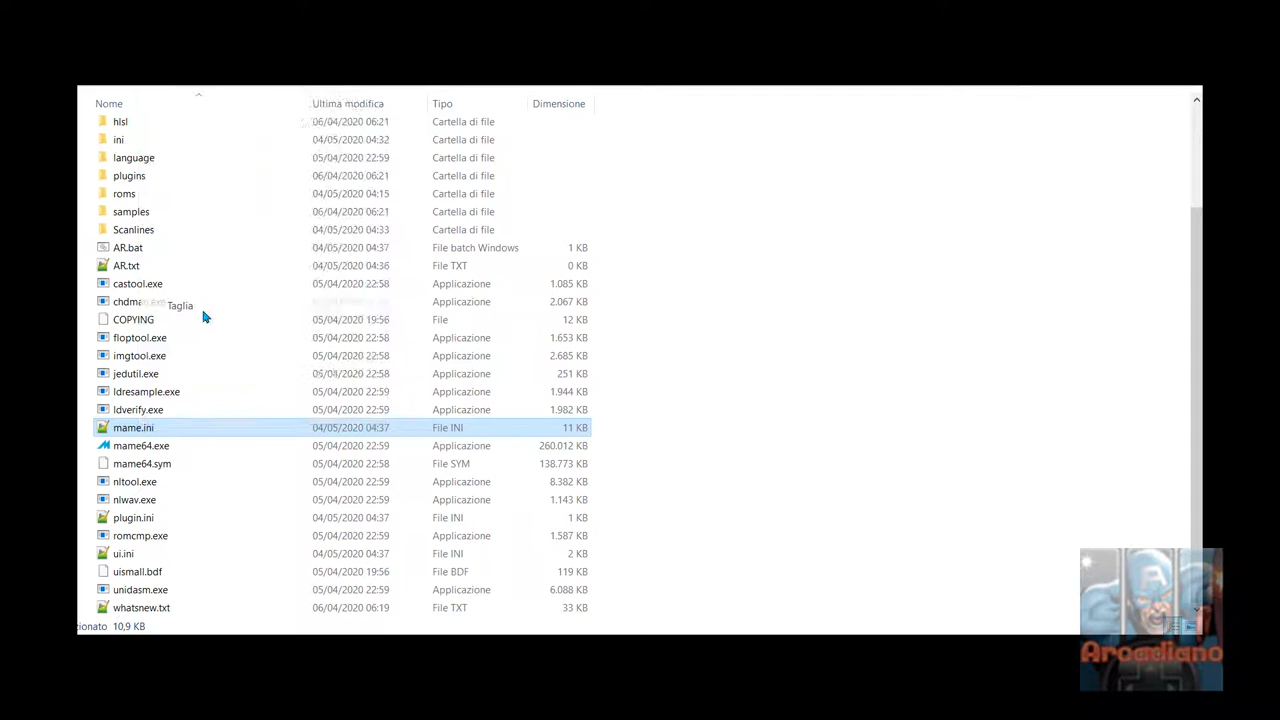 Nome Ultima modifica Tipo Dimensione
hlsl 06/04/2020 06:21 Cartella di file
ini 04/05/2020 04:32 Cartella di file
language 05/04/2020 22:59 Cartella di file
plugins 06/04/2020 06:21 Cartella di file
roms 04/05/2020 04:15 Cartella di file
samples 06/04/2020 06:21 Cartella di file
Scanlines 04/05/2020 04:33 Cartella di file
AR.bat 04/05/2020 04:37 File batch Windows 1 KB
AR.txt 04/05/2020 04:36 File TXT 0 KB
castool.exe 05/04/2020 22:58 Applicazione 1.085 KB
Applicazione 2.067 KB
Taglia
COPYING 05/04/2020 19:56 File 12 KB
floptool.exe 05/04/2020 22:58 Applicazione 1.653 KB
imgtool.exe 05/04/2020 22:58 Applicazione 2.685 KB
jedutil.exe 05/04/2020 22:58 Applicazione 251 KB
ldresample.exe 05/04/2020 22:59 Applicazione 1.944 KB
ldverify.exe 05/04/2020 22:59 Applicazione 1.982 KB
mame.ini 04/05/2020 04:37 File INI 11 KB
mame64.exe 05/04/2020 22:59 Applicazione 260.012 KB
mame64.sym 05/04/2020 22:58 File SYM 138.773 KB
nltool.exe 05/04/2020 22:59 Applicazione 8.382 KB
nlwav.exe 05/04/2020 22:59 Applicazione 1.143 KB
plugin.ini 04/05/2020 04:37 File INI 1 KB
romcmp.exe 05/04/2020 22:59 Applicazione 1.587 KB
ui.ini 04/05/2020 04:37 File INI 2 KB
uismall.bdf 05/04/2020 19:56 File BDF 119 KB
unidasm.exe 05/04/2020 22:59 Applicazione 6.088 KB
whatsnew.txt 06/04/2020 06:19 File TXT 33 KB
zionato 10,9 KB
Arcadiano